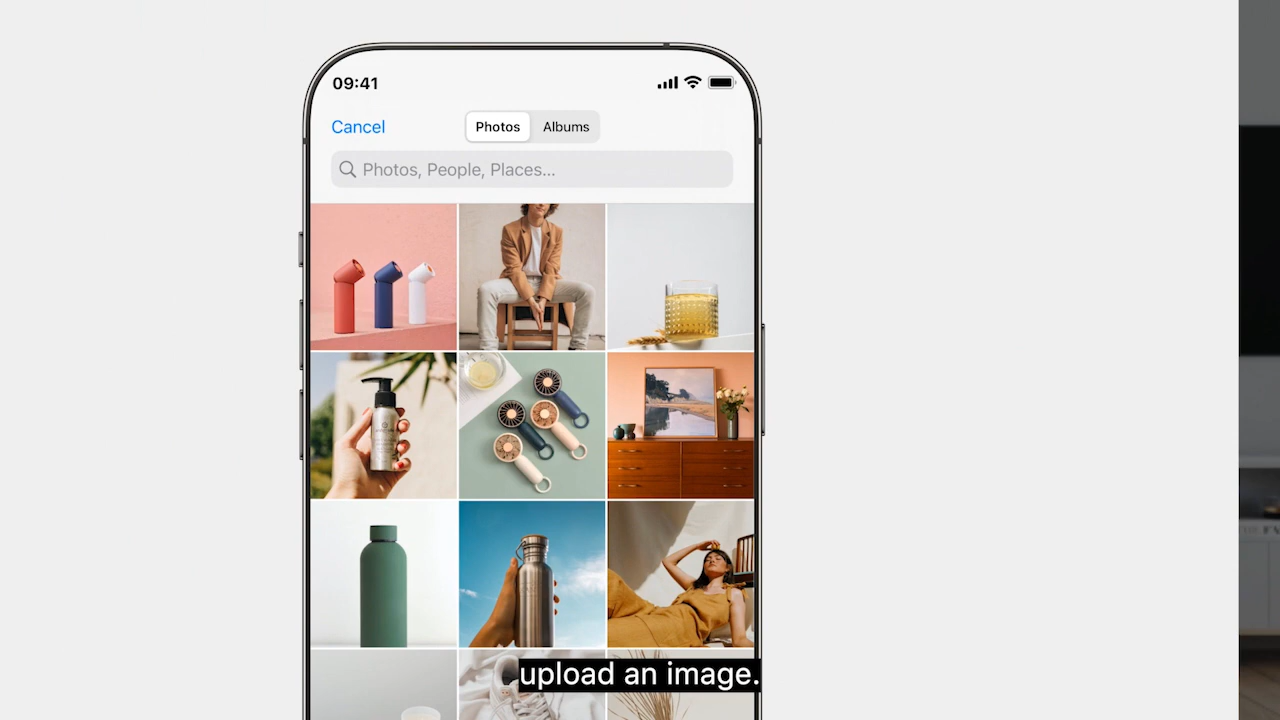 09:41
Cancel
Photos
Albums
Photos, People, Places...
upload an image.